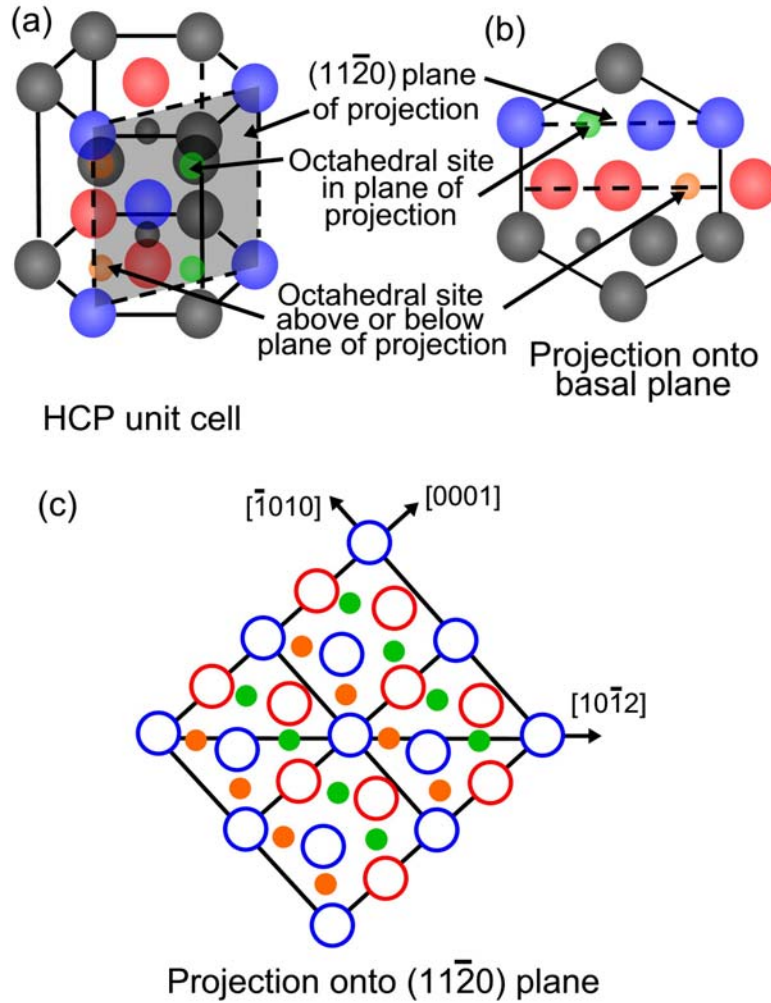 (a)
(b)
(112̅0) plane
of projection
Octahedral site
in plane of
projection
Octahedral site
above or below
plane of projection
Projection onto
basal plane
HCP unit cell
(c)
[1̅010]
[0001]
[101̅2]
Projection onto (112̅0) plane